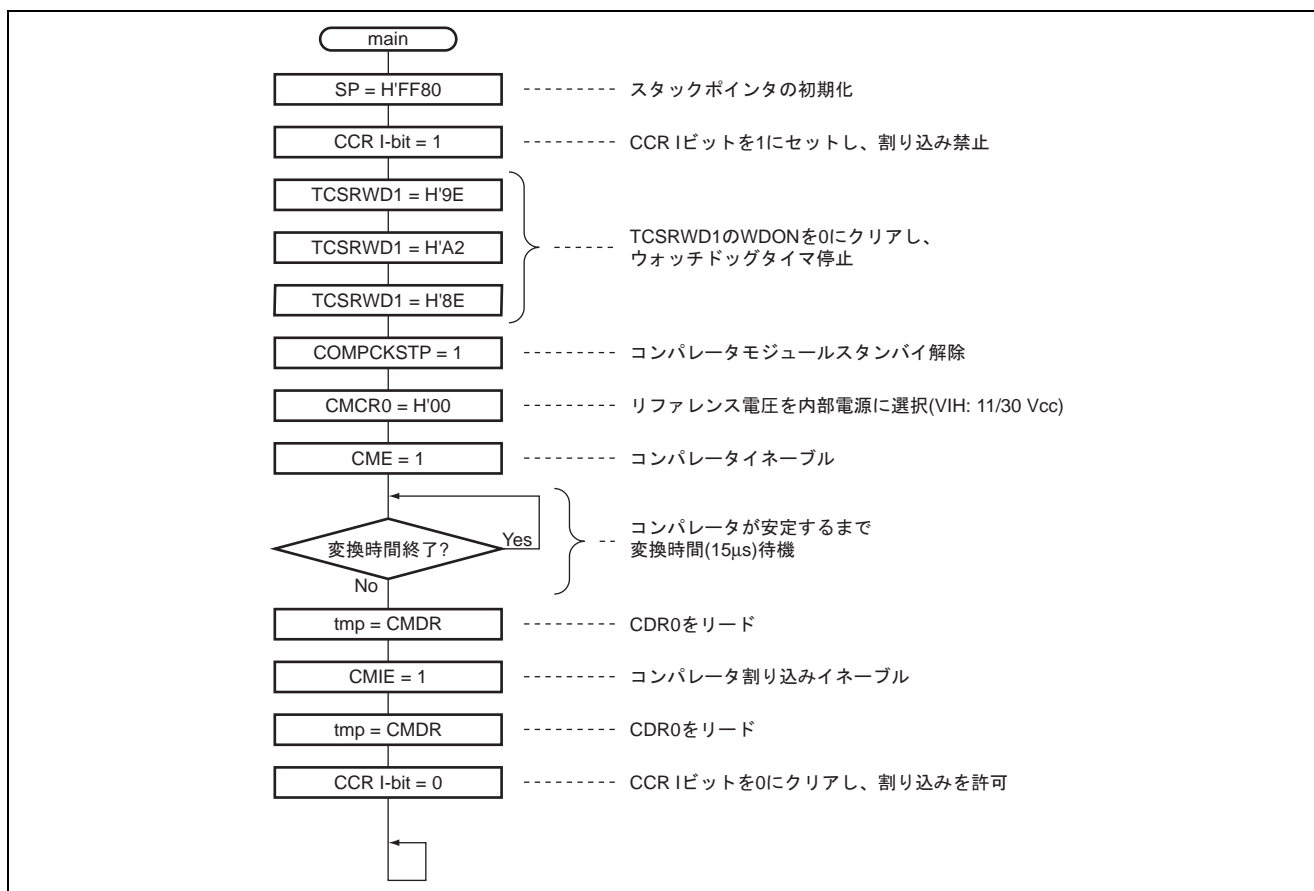 main
SP = H'FF80
スタックポインタの初期化
CCR I-bit = 1
CCR Iビットを1にセットし、割り込み禁止
TCSRWD1 = H'9E
TCSRWD1 = H'A2
TCSRWD1のWDONを0にクリアし、
ウォッチドッグタイマ停止
TCSRWD1 = H'8E
COMPCKSTP = 1
コンパレータモジュールスタンバイ解除
CMCR0 = H'00
リファレンス電圧を内部電源に選択(VIH: 11/30 Vcc)
CME = 1
コンパレータイネーブル
変換時間終了?
Yes
No
コンパレータが安定するまで
変換時間(15μs)待機
tmp = CMDR
CDR0をリード
CMIE = 1
コンパレータ割り込みイネーブル
tmp = CMDR
CDR0をリード
CCR I-bit = 0
CCR Iビットを0にクリアし、割り込みを許可